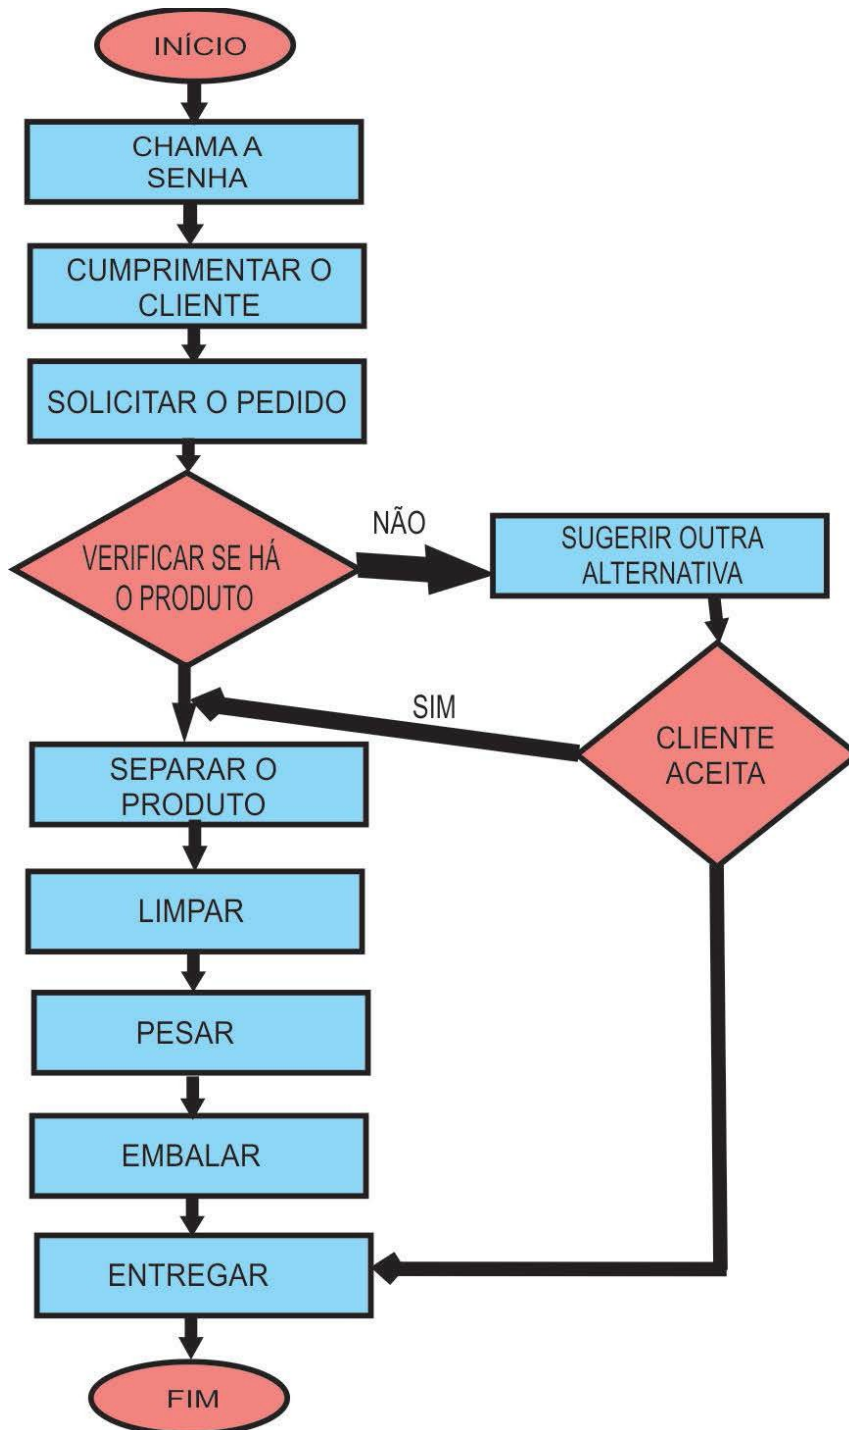 INÍCIO
CHAMA A
SENHA
CUMPRIMENTAR O
CLIENTE
SOLICITAR O PEDIDO
VERIFICAR SE HÁ
O PRODUTO
NÃO
SUGERIR OUTRA
ALTERNATIVA
CLIENTE
ACEITA
SIM
SEPARAR O
PRODUTO
LIMPAR
PESAR
EMBALAR
ENTREGAR
FIM